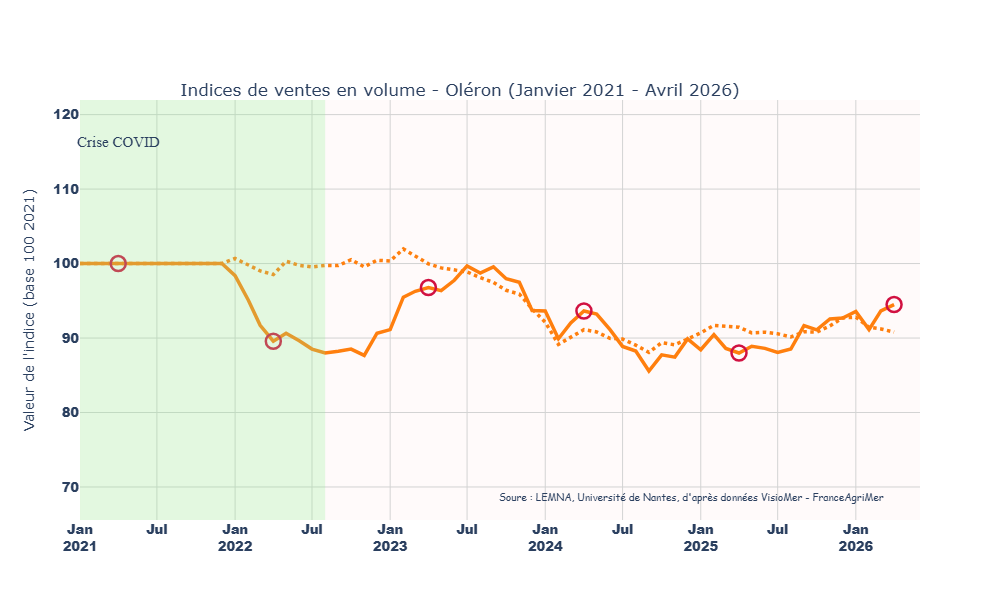 Indices de ventes en volume - Oléron (Janvier 2021 - Avril 2026)
120
Crise COVID
110
100
90
80
70
Valeur de l'indice (base 100 2021)
Soure : LEMNA, Université de Nantes, d'après données VisioMer - FranceAgriMer
Jan Jul Jan Jul Jan Jul Jan Jul Jan Jul Jan
2021 2022 2023 2024 2025 2026